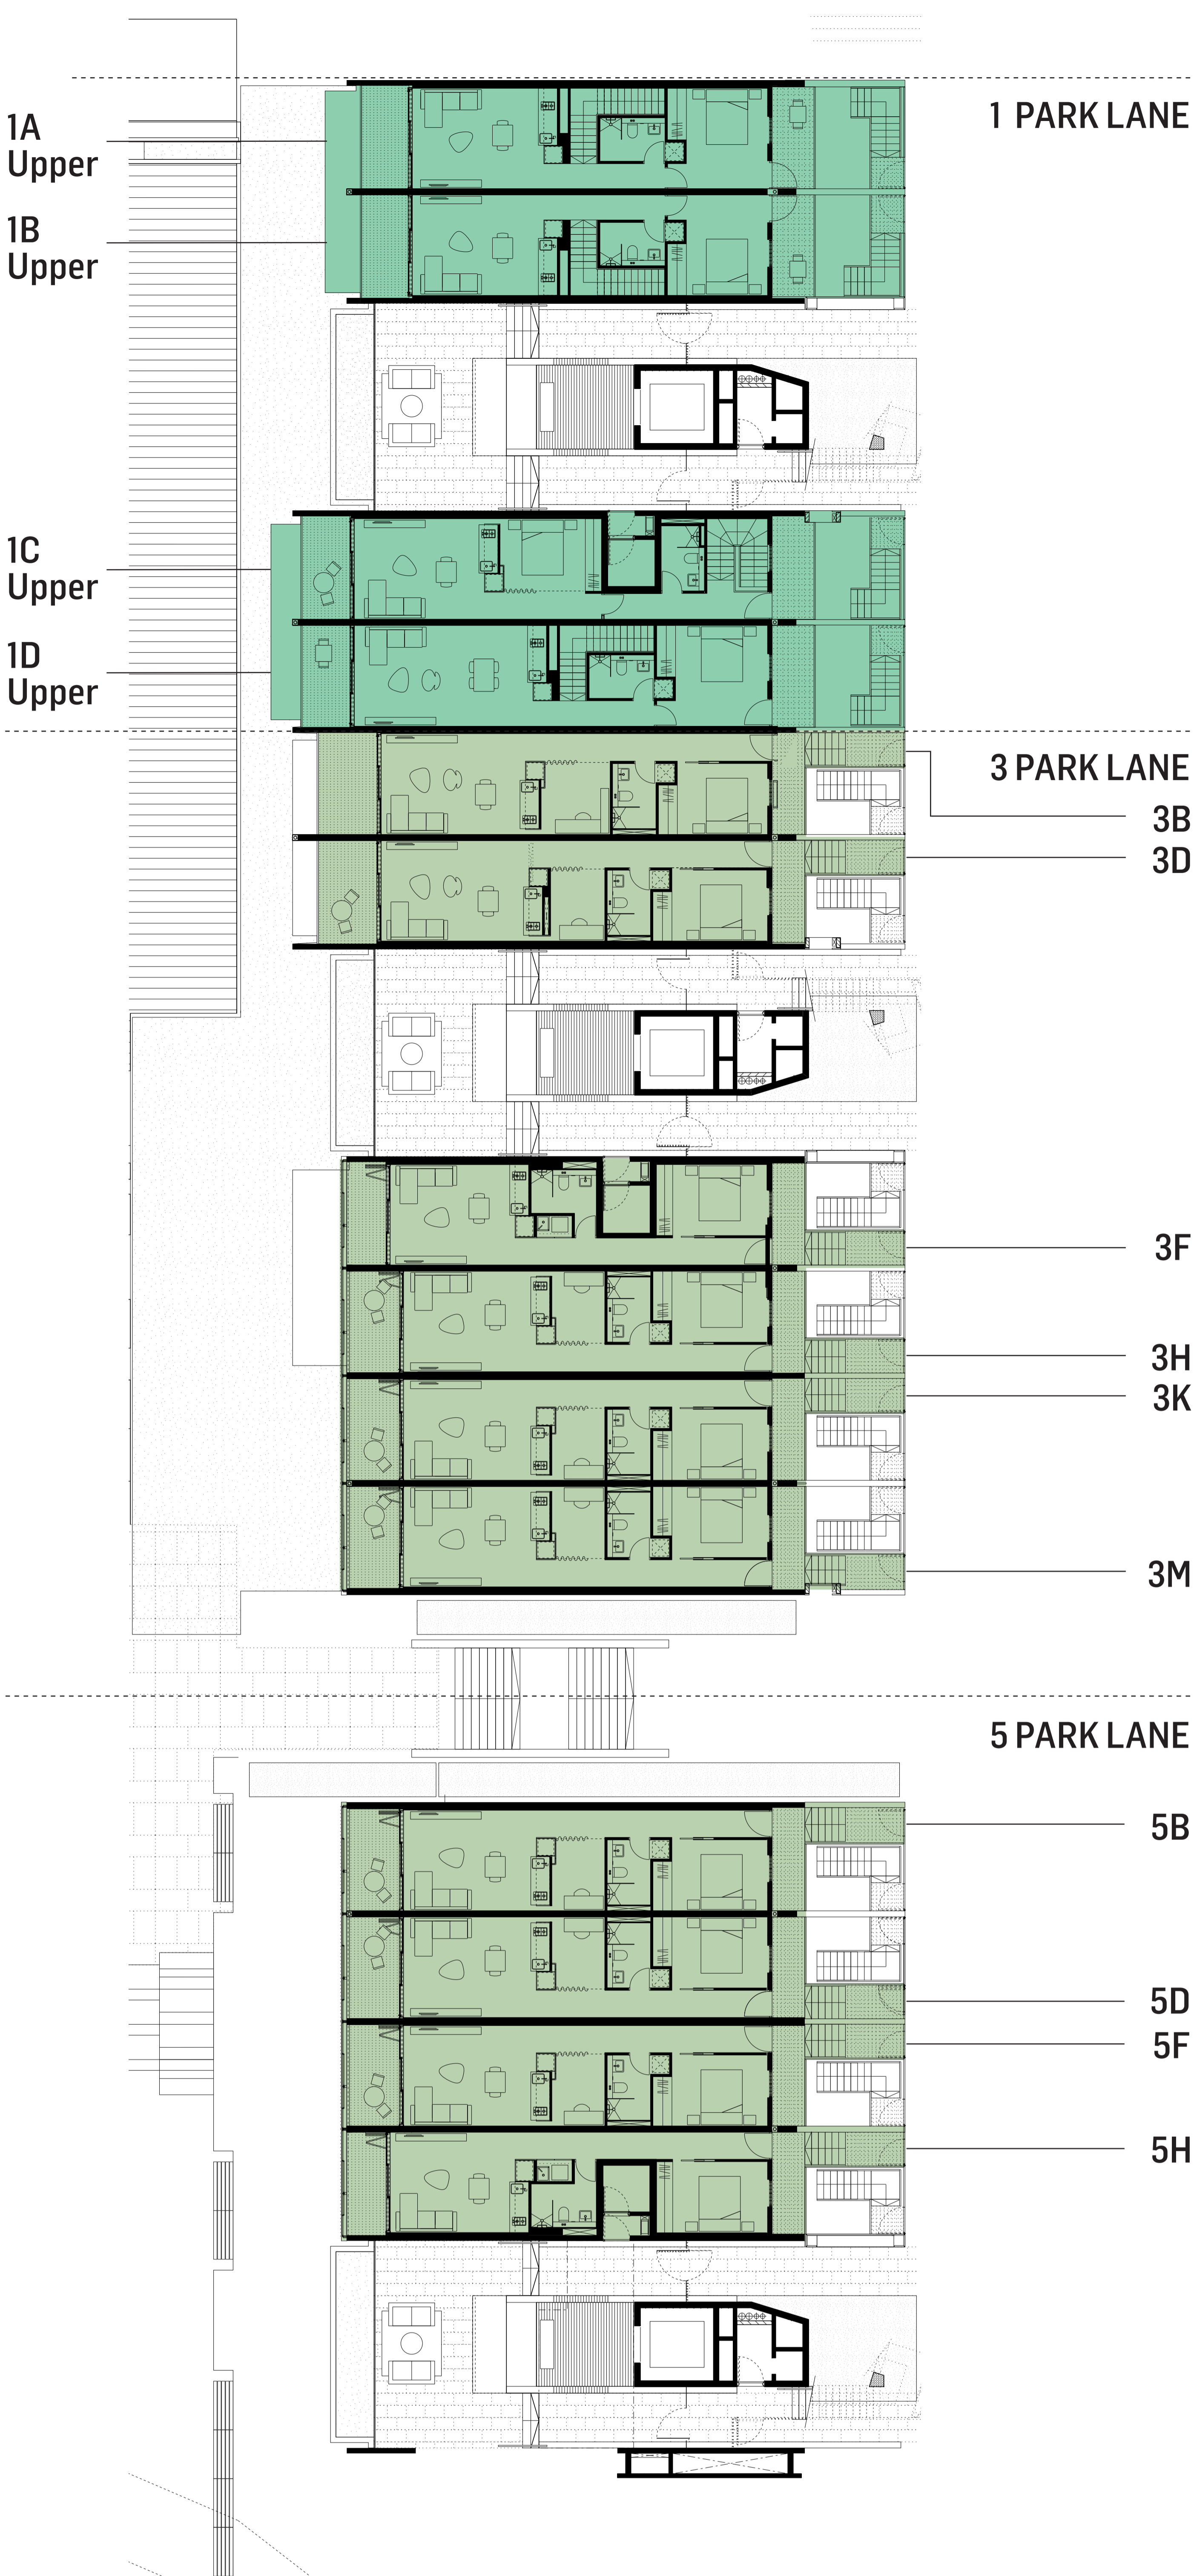 1 PARK LANE
1A
Upper
1B
Upper
1C
Upper
1D
Upper
3 PARK LANE
3B
3D
3F
3H
3K
3M
5 PARK LANE
5B
5D
5F
5H